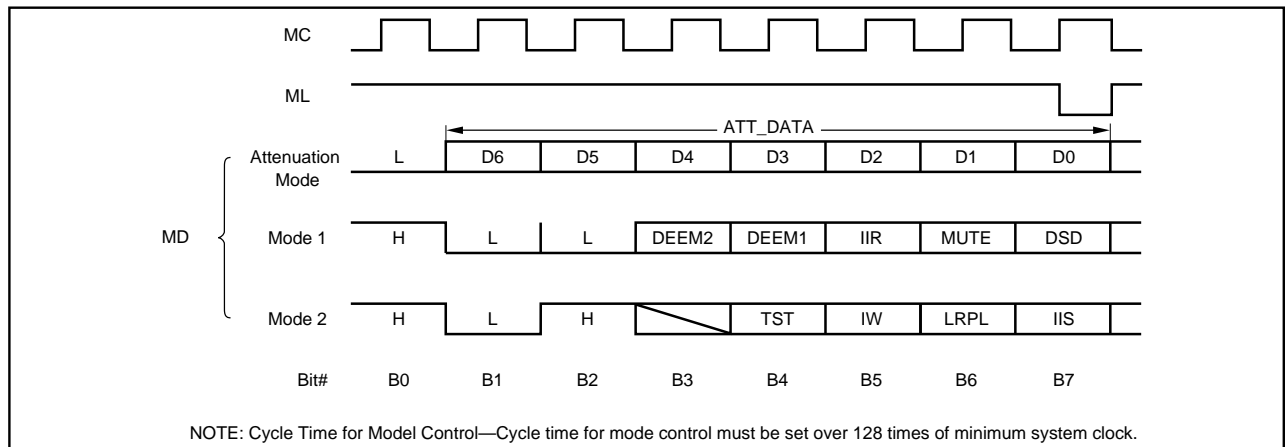 MC
ML
ATT_DATA
Attenuation Mode L D6 D5 D4 D3 D2 D1 D0
MD
Mode 1 H L L DEEM2 DEEM1 IIR MUTE DSD
Mode 2 H L H TST IW LRPL IIS
Bit# B0 B1 B2 B3 B4 B5 B6 B7
NOTE: Cycle Time for Model Control—Cycle time for mode control must be set over 128 times of minimum system clock.